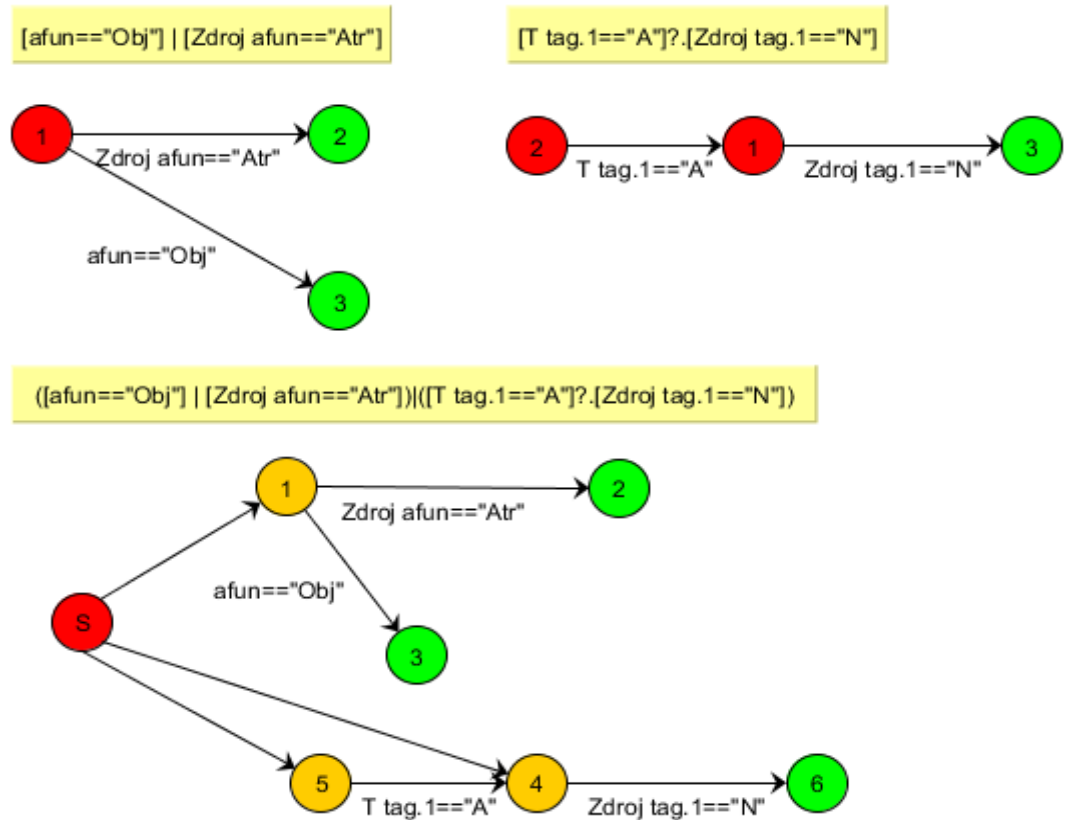 [afun=="Obj"] | [Zdroj afun=="Atr"]
[T tag.1=="A"]?.[Zdroj tag.1=="N"]
1
2
Zdroj afun=="Atr"
afun=="Obj"
3
2
1
3
T tag.1=="A"
Zdroj tag.1=="N"
([afun=="Obj"] | [Zdroj afun=="Atr"])|([T tag.1=="A"]?.[Zdroj tag.1=="N"])
1
2
Zdroj afun=="Atr"
afun=="Obj"
S
3
5
4
6
T tag.1=="A"
Zdroj tag.1=="N"